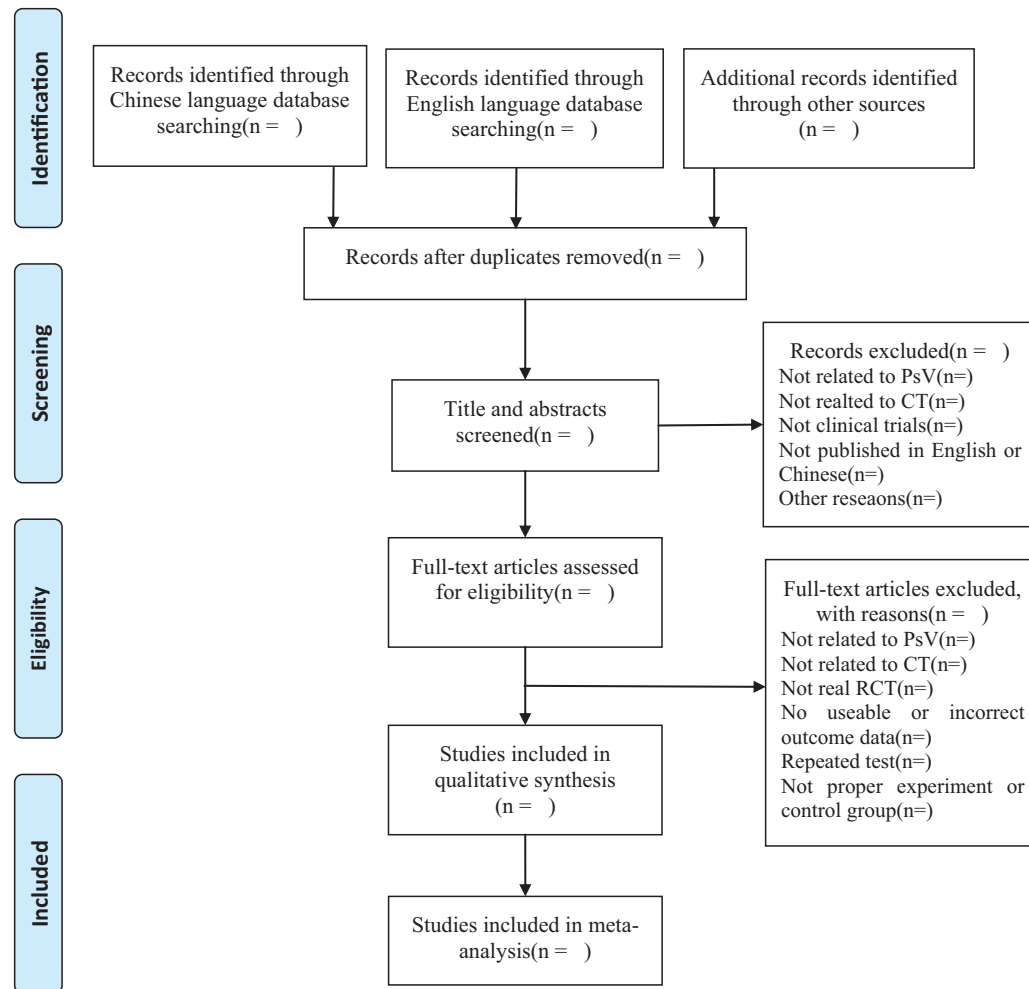 Identification
Records identified through
Chinese language database
searching(n =   )
Records identified through
English language database
searching(n =   )
Additional records identified
through other sources
(n =   )
Records after duplicates removed(n =   )
Screening
Title and abstracts
screened(n =   )
Records excluded(n =   )
Not related to PsV(n=)
Not realted to CT(n=)
Not clinical trials(n=)
Not published in English or
Chinese(n=)
Other reseaons(n=)
Eligibility
Full-text articles assessed
for eligibility(n =   )
Full-text articles excluded,
with reasons(n =   )
Not related to PsV(n=)
Not related to CT(n=)
Not real RCT(n=)
No useable or incorrect
outcome data(n=)
Repeated test(n=)
Not proper experiment or
control group(n=)
Studies included in
qualitative synthesis
(n =   )
Included
Studies included in meta-
analysis(n =   )